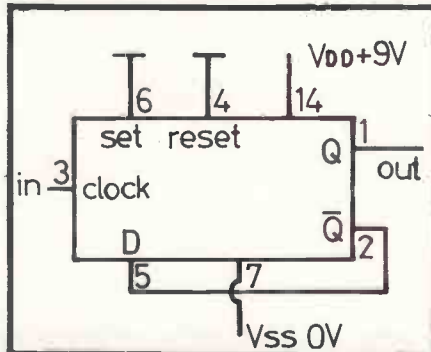 VDD+9V
6 4 14
set reset 1
Q
in 3 clock out
D Q̅ 2
5 7
Vss 0V